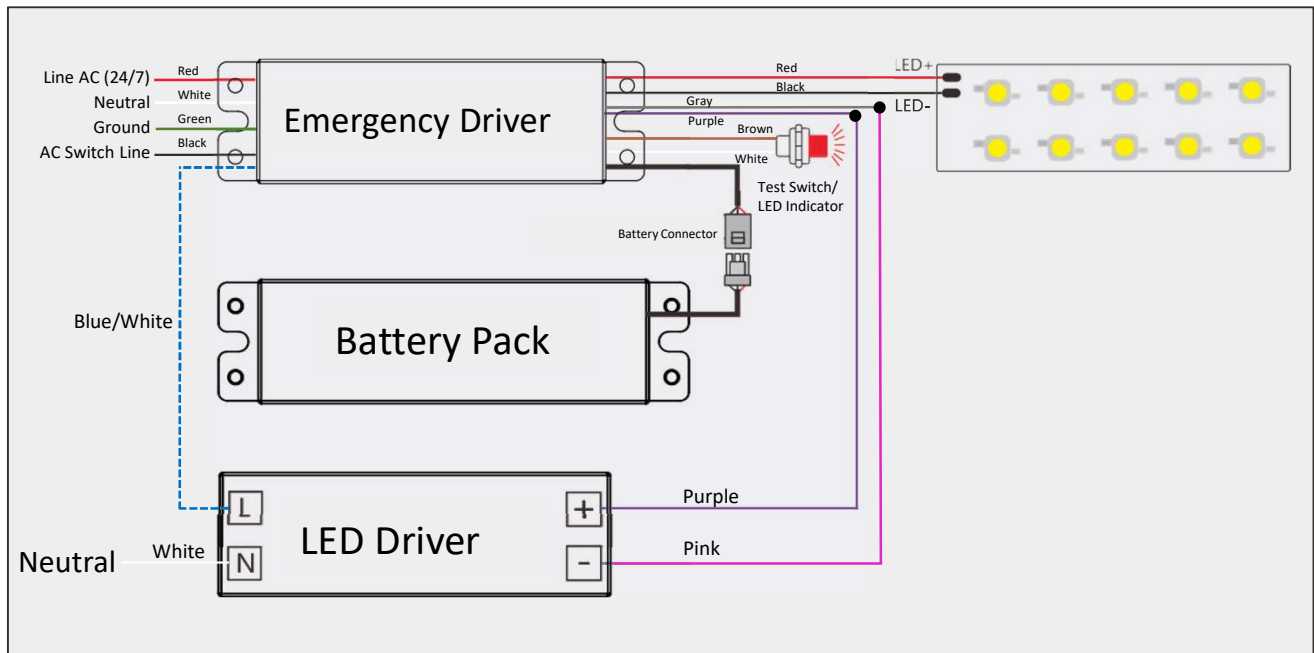 Line AC (24/7)
Red
Neutral
White
Ground
Green
AC Switch Line
Black
Emergency Driver
Red
LED+
Black
LED-
Gray
Purple
Brown
White
Test Switch/
LED Indicator
Battery Connector
Blue/White
Battery Pack
L
+
Purple
LED Driver
Neutral
White
N
-
Pink